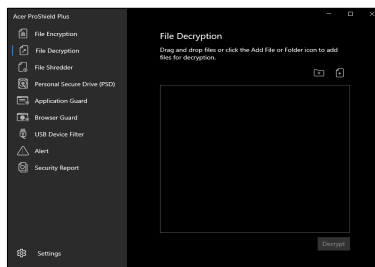 Acer ProShield Plus
File Encryption
File Decryption
File Shredder
Personal Secure Drive (PSD)
Application Guard
Browser Guard
USB Device Filter
Alert
Security Report
Settings
File Decryption
Drag and drop files or click the Add File or Folder icon to add
files for decryption.
Decrypt